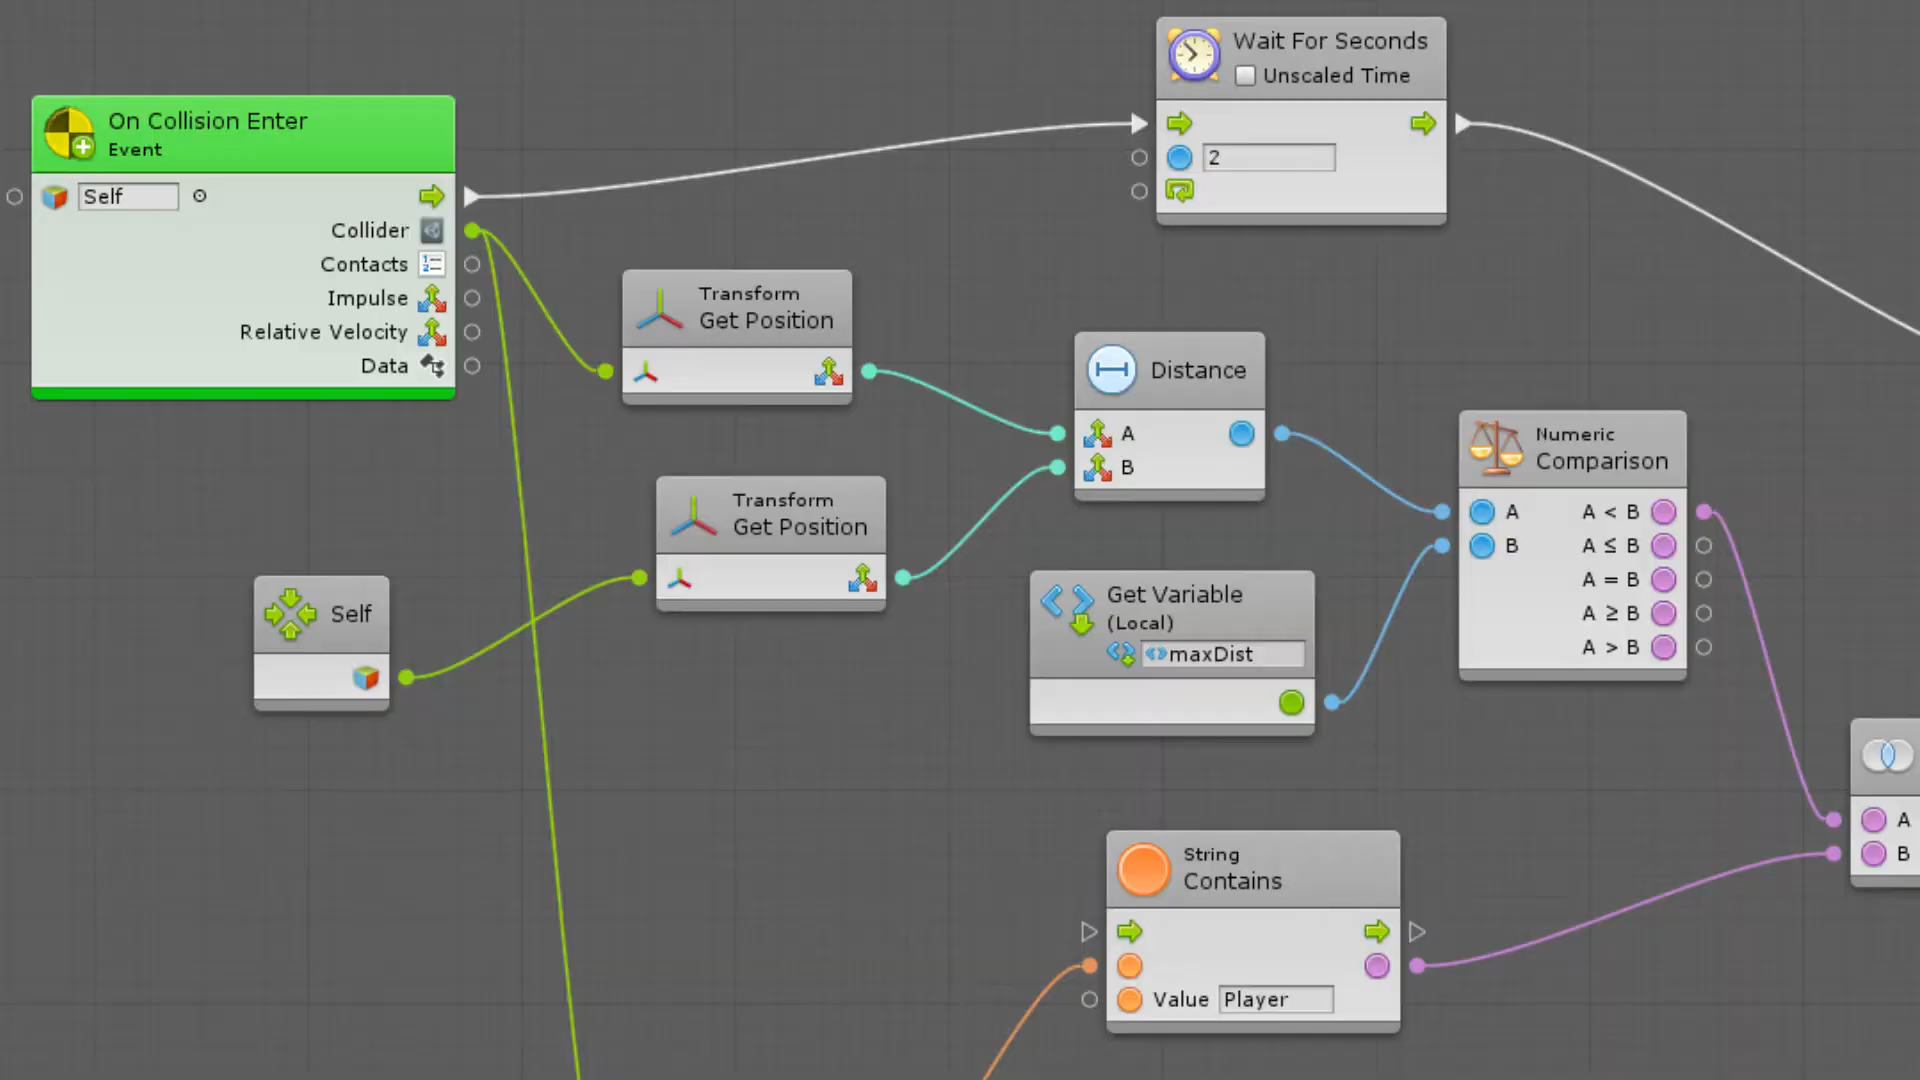 On Collision Enter
Event
Self
Collider
Contacts
Impulse
Relative Velocity
Data
Wait For Seconds
Unscaled Time
2
Transform
Get Position
Transform
Get Position
Self
Distance
A
B
Get Variable
(Local)
maxDist
Numeric
Comparison
A A < B
B A ≤ B
A = B
A ≥ B
A > B
String
Contains
Value Player
A
B